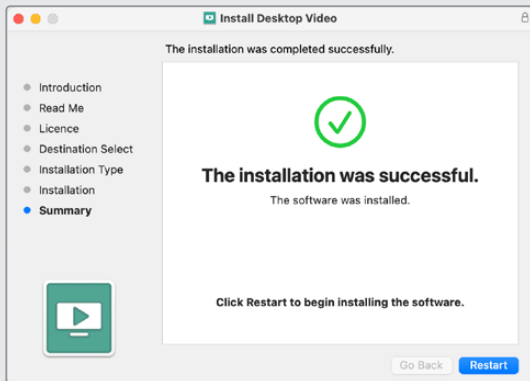 Install Desktop Video
The installation was completed successfully.
Introduction
Read Me
Licence
Destination Select
Installation Type
Installation
Summary
The installation was successful.
The software was installed.
Click Restart to begin installing the software.
Go Back
Restart